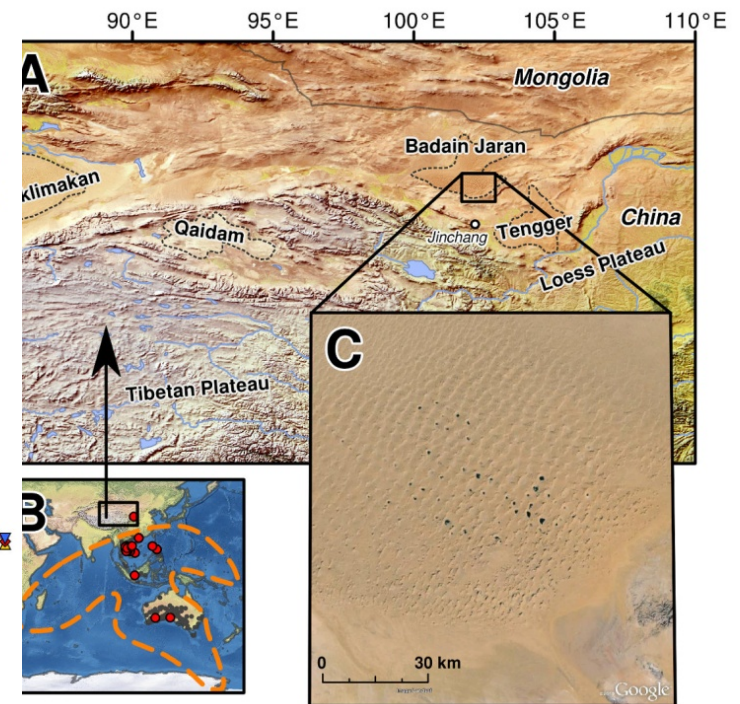 90°E 95°E 100°E 105°E 110°E
A
Mongolia
Badain Jaran
klimakan
Qaidam
Jinchang
Tengger
China
Loess Plateau
C
Tibetan Plateau
B
0 30 km
Google